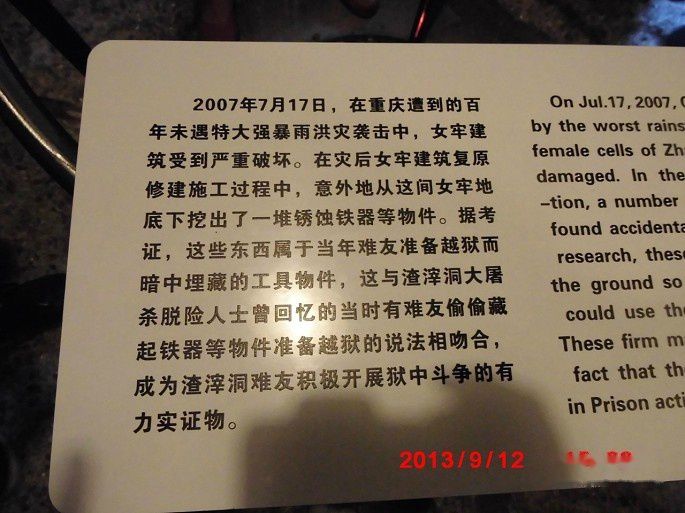 2007年7月17日，在重庆遭到的百
年未遇特大强暴雨洪灾袭击中，女牢建
筑受到严重破坏。在灾后女牢建筑复原
修建施工过程中，意外地从这间女牢地
底下挖出了一堆锈蚀铁器等物件。据考
证，这些东西属于当年难友准备越狱而
暗中埋藏的工具物件，这与渣滓洞大屠
杀脱险人士曾回忆的当时有难友偷偷藏
起铁器等物件准备越狱的说法相吻合，
成为渣滓洞难友积极开展狱中斗争的有
力实证物。
On Jul.17, 2007,
by the worst rains
female cells of Zh
damaged. In the
-tion, a number
found accidenta
research, these
the ground so
could use the
These firm m
fact that the
in Prison acti
2013/9/12